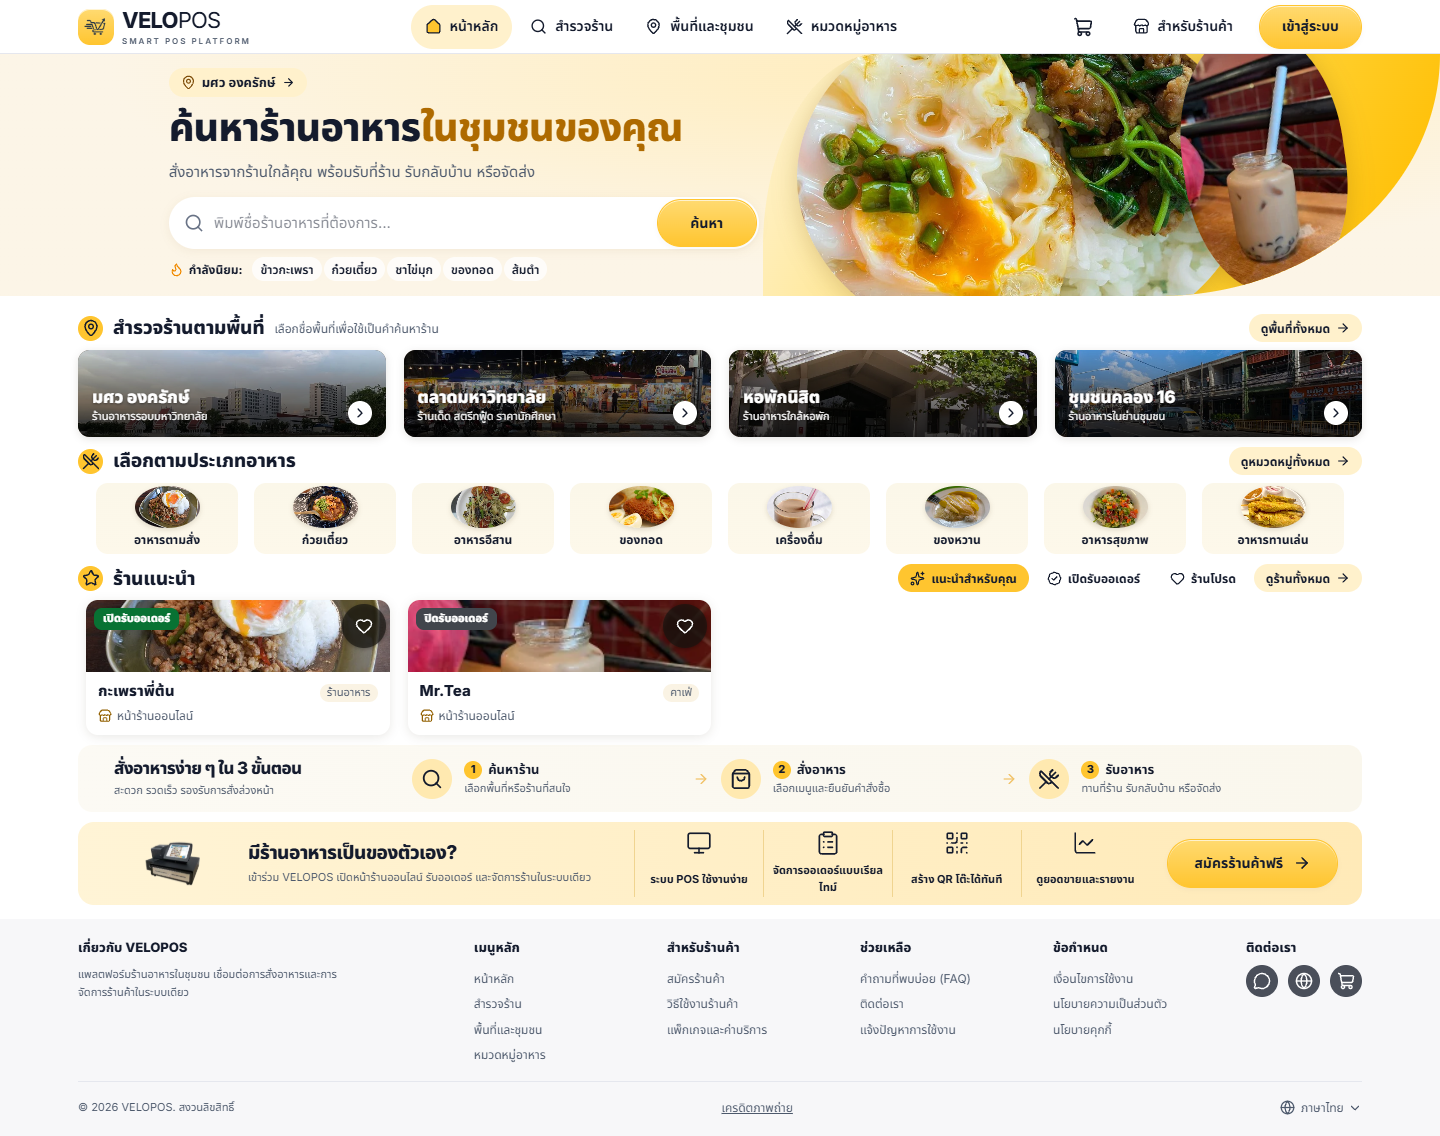 VELOPOS
SMART POS PLATFORM
หน้าหลัก
สำรวจร้าน
พื้นที่และชุมชน
หมวดหมู่อาหาร
สำหรับร้านค้า
เข้าสู่ระบบ
มศว องครักษ์
ค้นหาร้านอาหารในชุมชนของคุณ
สั่งอาหารจากร้านใกล้คุณ พร้อมรับที่ร้าน รับกลับบ้าน หรือจัดส่ง
พิมพ์ชื่อร้านอาหารที่ต้องการ...
ค้นหา
กำลังนิยม:
ข้าวกะเพรา
ก๋วยเตี๋ยว
ชาไข่มุก
ของทอด
ส้มตำ
สำรวจร้านตามพื้นที่
เลือกชื่อพื้นที่เพื่อใช้เป็นคำค้นหาร้าน
ดูพื้นที่ทั้งหมด
มศว องครักษ์
ร้านอาหารรอบมหาวิทยาลัย
ตลาดมหาวิทยาลัย
ร้านเด็ด สตรีทฟู้ด ราคานักศึกษา
หอพักนิสิต
ร้านอาหารใกล้หอพัก
ชุมชนคลอง 16
ร้านอาหารในย่านชุมชน
เลือกตามประเภทอาหาร
ดูหมวดหมู่ทั้งหมด
อาหารตามสั่ง
ก๋วยเตี๋ยว
อาหารอีสาน
ของทอด
เครื่องดื่ม
ของหวาน
อาหารสุขภาพ
อาหารทานเล่น
ร้านแนะนำ
แนะนำสำหรับคุณ
เปิดรับออเดอร์
ร้านโปรด
ดูร้านทั้งหมด
เปิดรับออเดอร์
กะเพราพี่ต้น
ร้านอาหาร
หน้าร้านออนไลน์
ปิดรับออเดอร์
Mr.Tea
คาเฟ่
หน้าร้านออนไลน์
สั่งอาหารง่าย ๆ ใน 3 ขั้นตอน
สะดวก รวดเร็ว รองรับการสั่งล่วงหน้า
1 ค้นหาร้าน
เลือกพื้นที่หรือร้านที่สนใจ
2 สั่งอาหาร
เลือกเมนูและยืนยันคำสั่งซื้อ
3 รับอาหาร
ทานที่ร้าน รับกลับบ้าน หรือจัดส่ง
มีร้านอาหารเป็นของตัวเอง?
เข้าร่วม VELOPOS เปิดหน้าร้านออนไลน์ รับออเดอร์ และจัดการร้านในระบบเดียว
ระบบ POS ใช้งานง่าย
จัดการออเดอร์แบบเรียล
ไทม์
สร้าง QR โต๊ะได้ทันที
ดูยอดขายและรายงาน
สมัครร้านค้าฟรี
เกี่ยวกับ VELOPOS
แพลตฟอร์มร้านอาหารในชุมชน เชื่อมต่อการสั่งอาหารและการ
จัดการร้านค้าในระบบเดียว
เมนูหลัก
หน้าหลัก
สำรวจร้าน
พื้นที่และชุมชน
หมวดหมู่อาหาร
สำหรับร้านค้า
สมัครร้านค้า
วิธีใช้งานร้านค้า
แพ็กเกจและค่าบริการ
ช่วยเหลือ
คำถามที่พบบ่อย (FAQ)
ติดต่อเรา
แจ้งปัญหาการใช้งาน
ข้อกำหนด
เงื่อนไขการใช้งาน
นโยบายความเป็นส่วนตัว
นโยบายคุกกี้
ติดต่อเรา
© 2026 VELOPOS. สงวนลิขสิทธิ์
เครดิตภาพถ่าย
ภาษาไทย